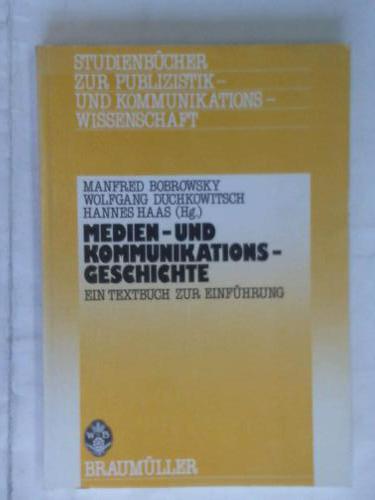 STUDIENBÜCHER
ZUR PUBLIZISTIK-
UND KOMMUNIKATIONS-
WISSENSCHAFT
MANFRED BOBROWSKY
WOLFGANG DUCHKOWITSCH
HANNES HAAS (Hg.)
MEDIEN-UND
KOMMUNIKATIONS-
GESCHICHTE
EIN TEXTBUCH ZUR EINFÜHRUNG
W B
BRAUMÜLLER